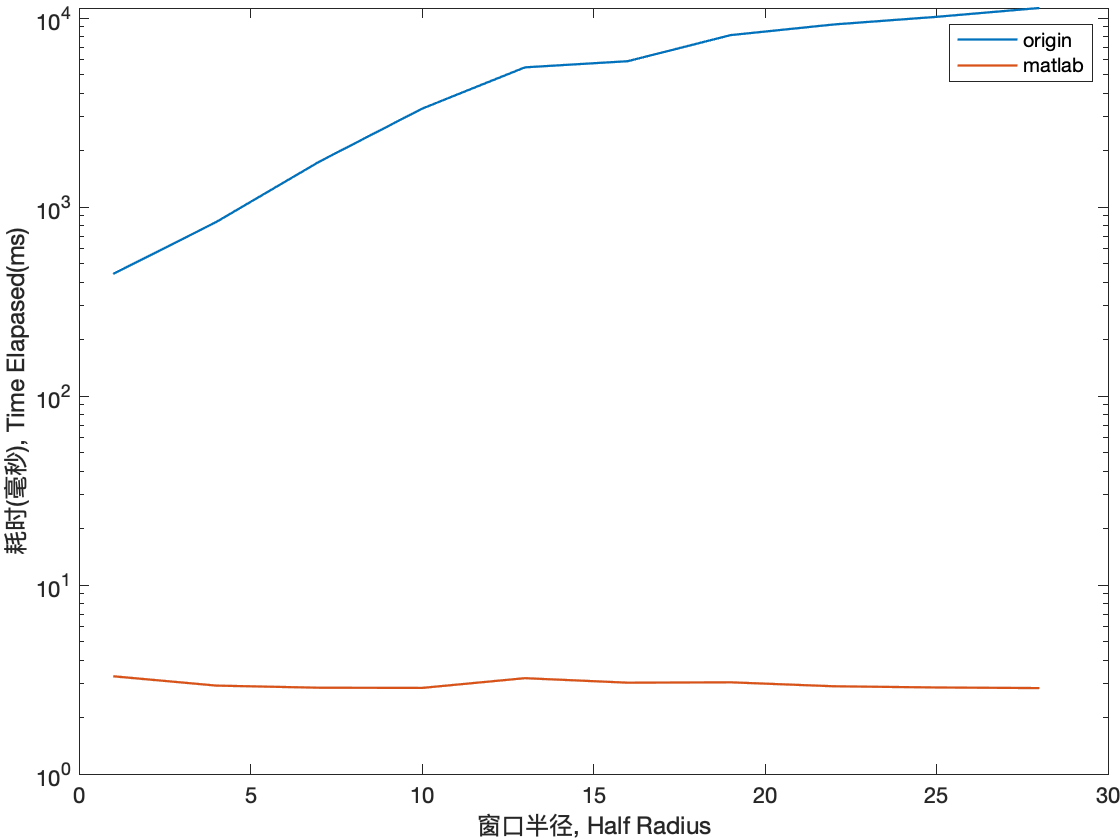 origin
matlab
10^4
10^3
10^2
10^1
10^0
耗时(毫秒), Time Elapased(ms)
0 5 10 15 20 25 30
窗口半径, Half Radius